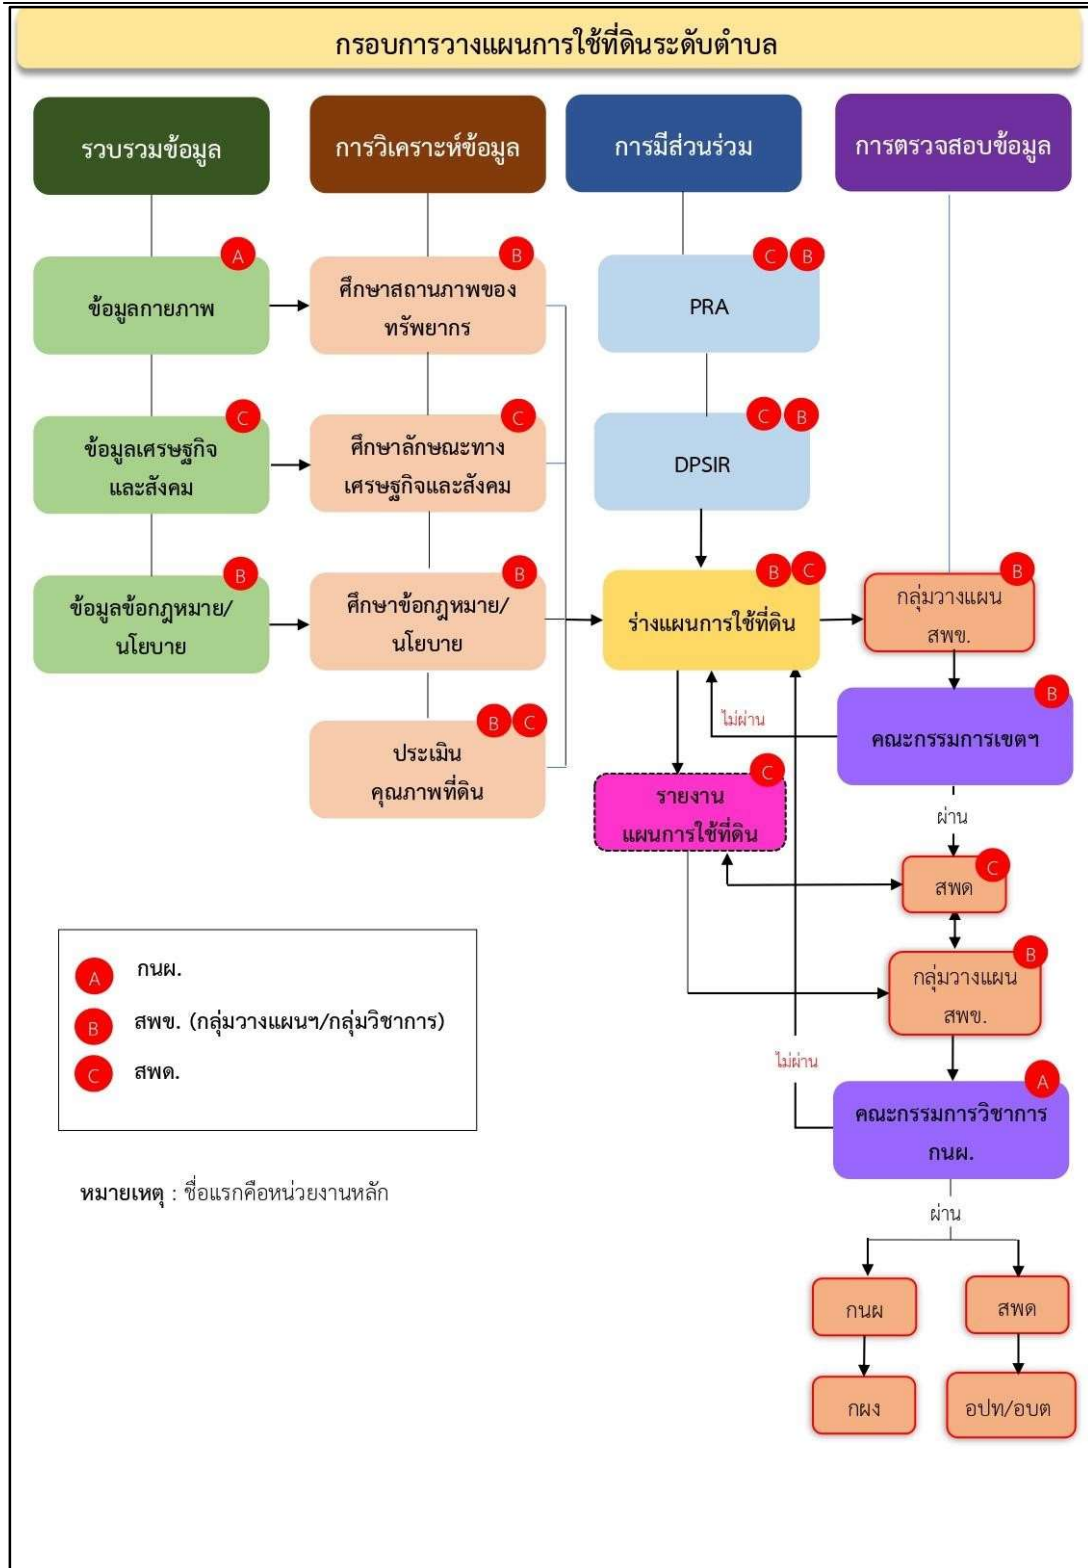 กรอบการวางแผนการใช้ที่ดินระดับตำบล
รวบรวมข้อมูล
การวิเคราะห์ข้อมูล
การมีส่วนร่วม
การตรวจสอบข้อมูล
A
ข้อมูลกายภาพ
B
ศึกษาสถานภาพของ
ทรัพยากร
C B
PRA
C
ข้อมูลเศรษฐกิจ
และสังคม
C
ศึกษาลักษณะทาง
เศรษฐกิจและสังคม
C B
DPSIR
B
ข้อมูลข้อกฎหมาย/
นโยบาย
B
ศึกษาข้อกฎหมาย/
นโยบาย
B C
ร่างแผนการใช้ที่ดิน
B
กลุ่มวางแผน
สพข.
B C
ประเมิน
คุณภาพที่ดิน
ไม่ผ่าน
B
คณะกรรมการเขตฯ
C
รายงาน
แผนการใช้ที่ดิน
ผ่าน
C
สพด
B
กลุ่มวางแผน
สพข.
A กนผ.
B สพข. (กลุ่มวางแผนฯ/กลุ่มวิชาการ)
C สพด.
ไม่ผ่าน
A
คณะกรรมการวิชาการ
กนผ.
หมายเหตุ : ชื่อแรกคือหน่วยงานหลัก
ผ่าน
กนผ
สพด
กผง
อปท/อบต